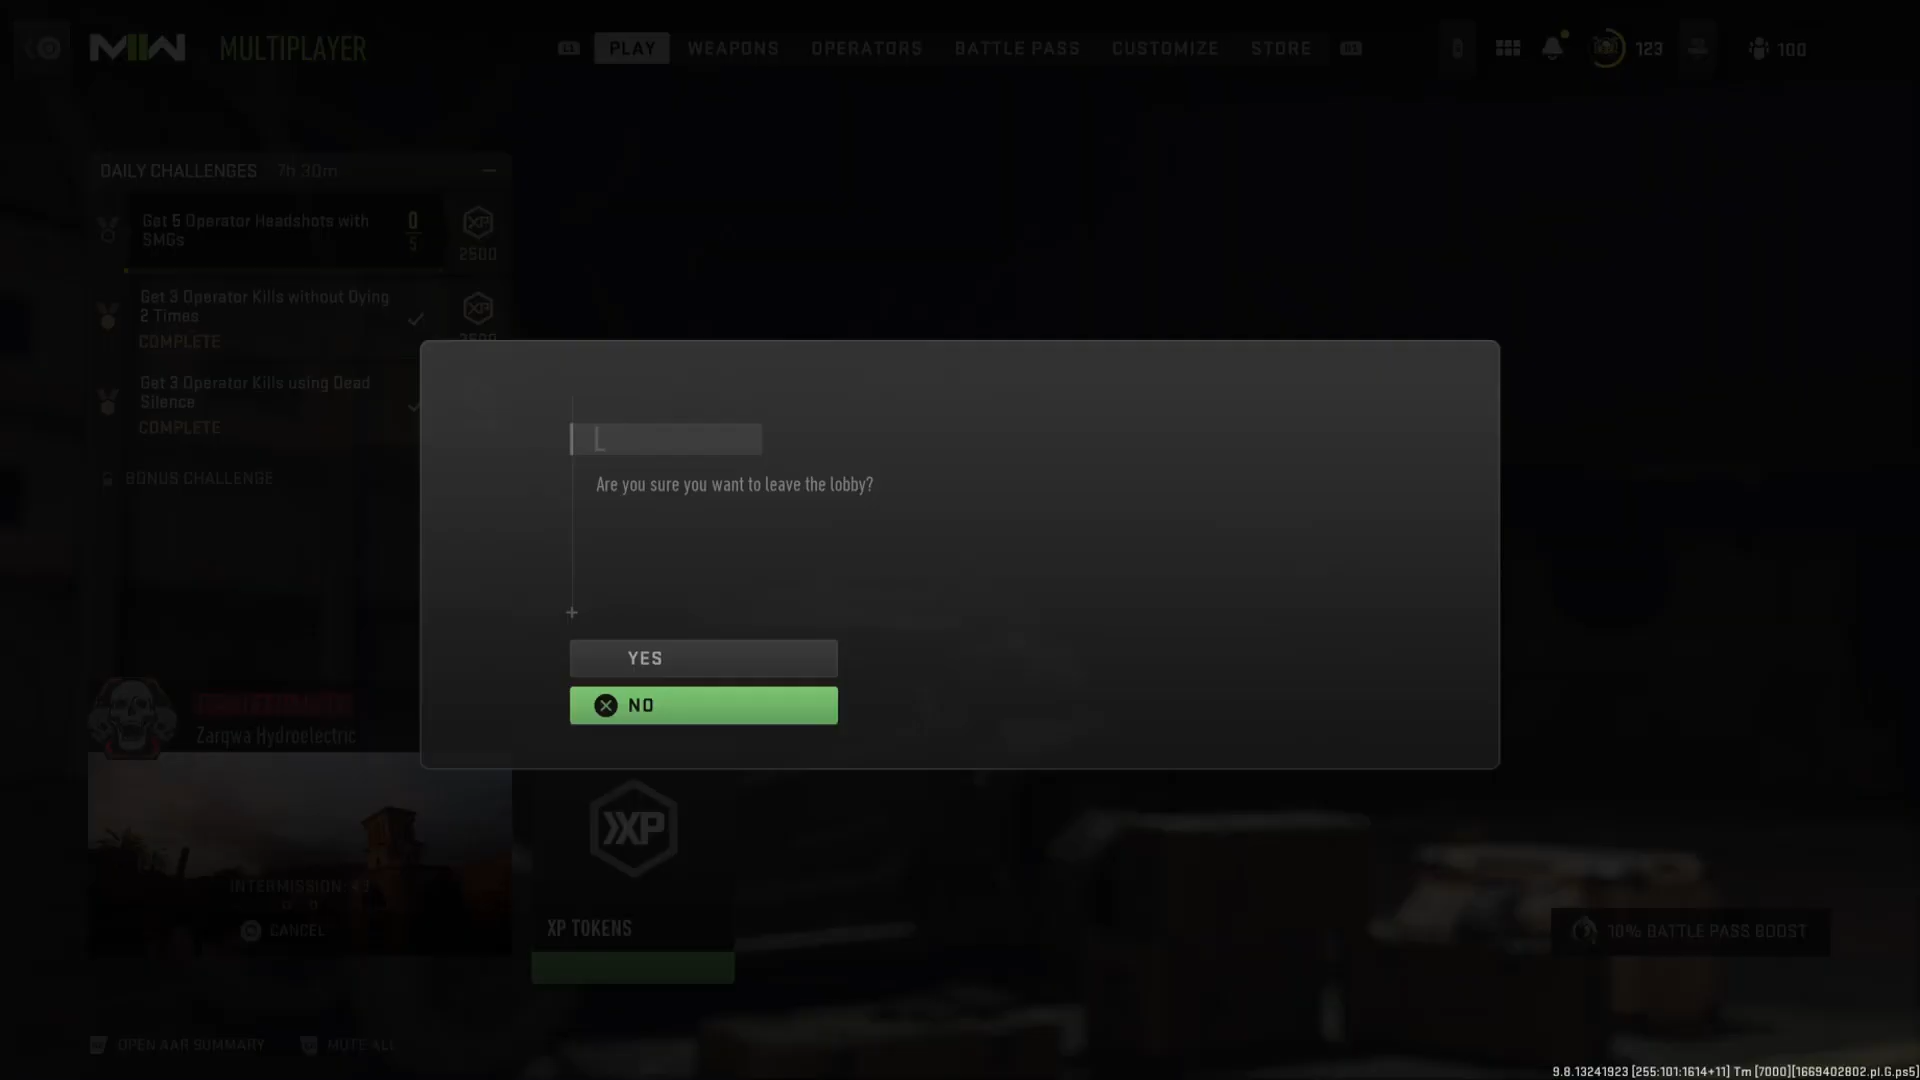 MWII MULTIPLAYER
L1 PLAY WEAPONS OPERATORS BATTLE PASS CUSTOMIZE STORE R1
123
100
DAILY CHALLENGES 7h 30m
Get 5 Operator Headshots with
SMGs
0
5
XP
2500
Get 3 Operator Kills without Dying
2 Times
COMPLETE
XP
Get 3 Operator Kills using Dead
Silence
COMPLETE
BONUS CHALLENGE
L
Are you sure you want to leave the lobby?
YES
NO
Zarqwa Hydroelectric
INTERMISSION
CANCEL
XP
XP TOKENS
10% BATTLE PASS BOOST
OPEN AAR SUMMARY MUTE ALL
9.8.13241923 [255:101:1614+11] Tm [7000][1669402802.pl.G.ps5]